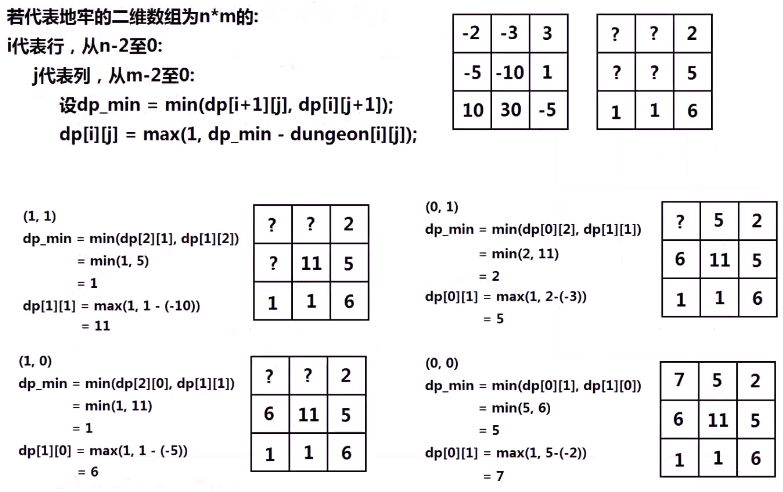 若代表地牢的二维数组为n*m的:
i代表行，从n-2至0:
j代表列，从m-2至0:
设dp_min = min(dp[i+1][j], dp[i][j+1]);
dp[i][j] = max(1, dp_min - dungeon[i][j]);
-2 -3 3
-5 -10 1
10 30 -5
? ? 2
? ? 5
1 1 6
(1, 1)
dp_min = min(dp[2][1], dp[1][2])
= min(1, 5)
= 1
dp[1][1] = max(1, 1 - (-10))
= 11
? ? 2
? 11 5
1 1 6
(0, 1)
dp_min = min(dp[0][2], dp[1][1])
= min(2, 11)
= 2
dp[0][1] = max(1, 2-(-3))
= 5
? 5 2
6 11 5
1 1 6
(1, 0)
dp_min = min(dp[2][0], dp[1][1])
= min(1, 11)
= 1
dp[1][0] = max(1, 1 - (-5))
= 6
? ? 2
6 11 5
1 1 6
(0, 0)
dp_min = min(dp[0][1], dp[1][0])
= min(5, 6)
= 5
dp[0][1] = max(1, 5-(-2))
= 7
7 5 2
6 11 5
1 1 6